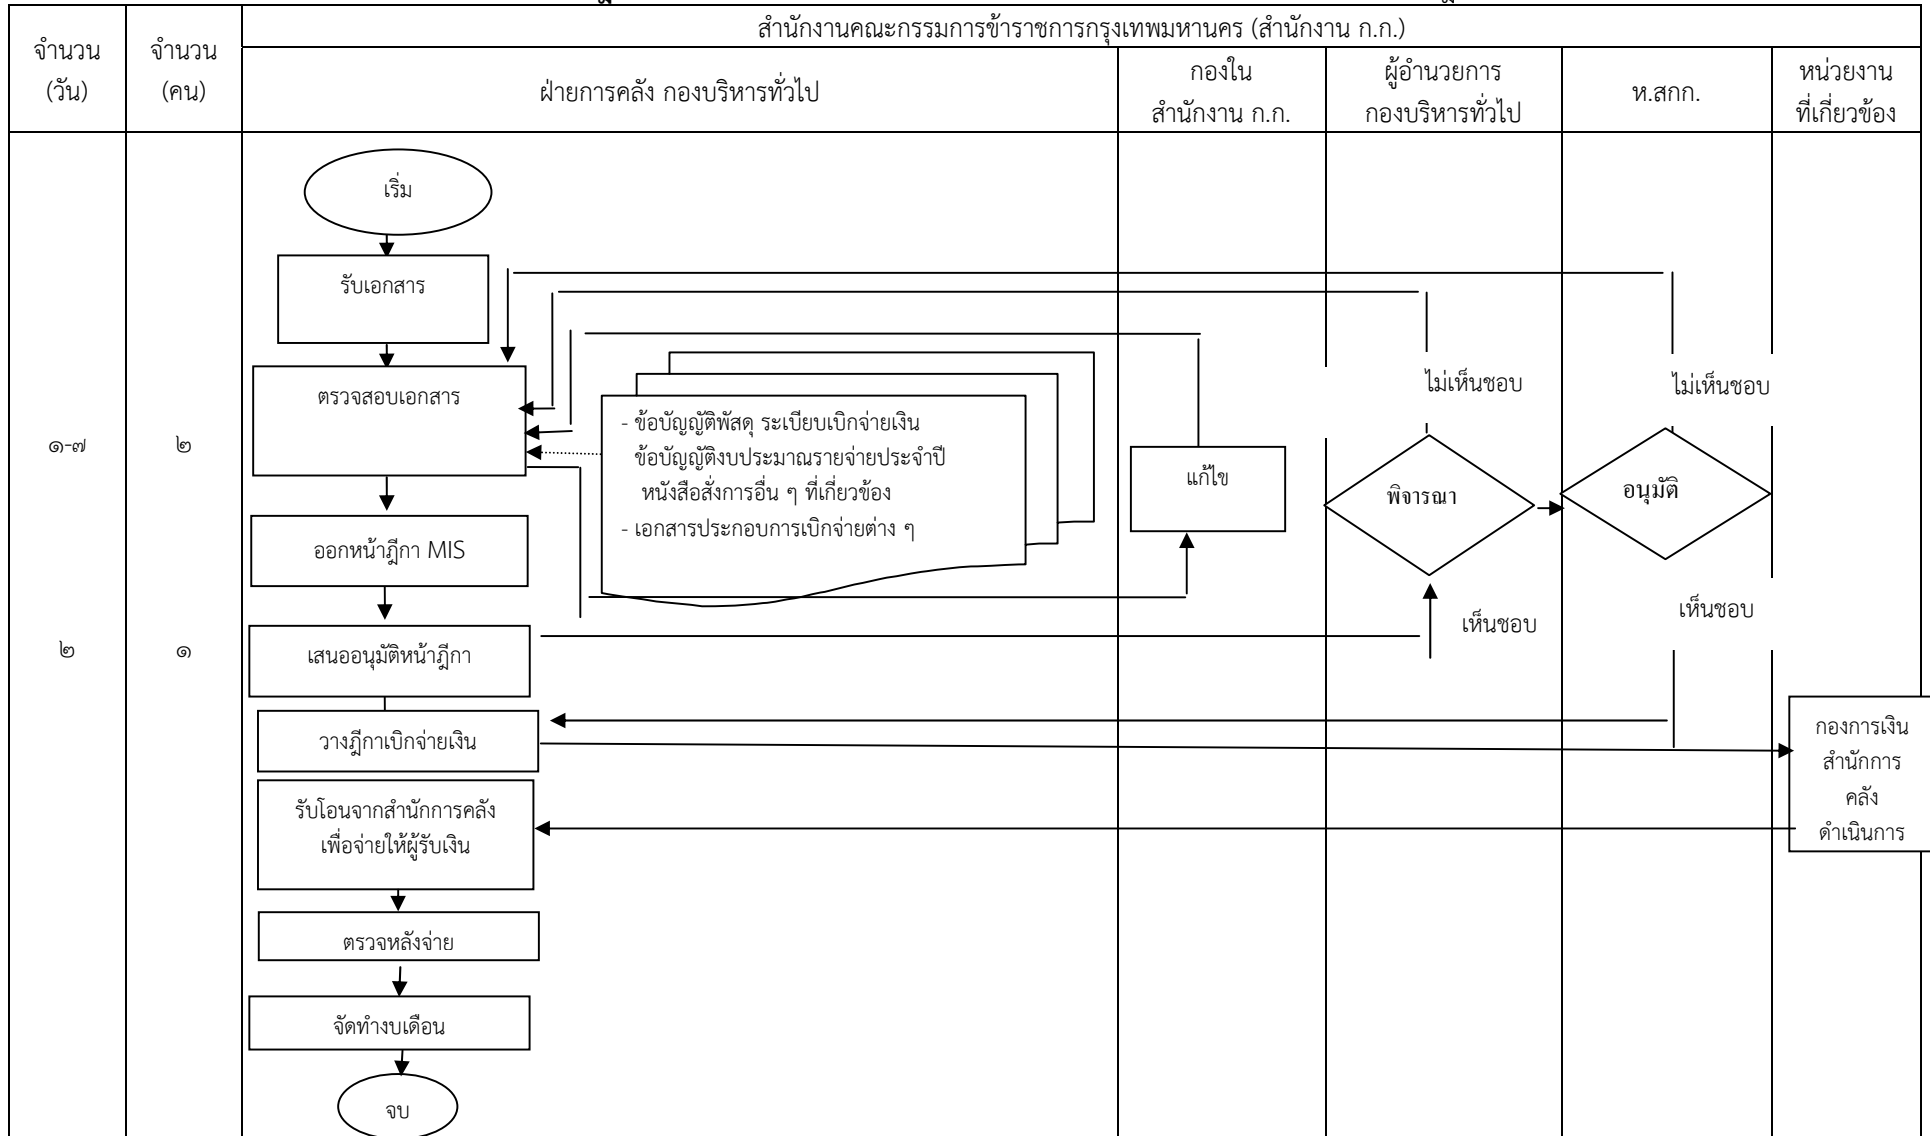 สำนักงานคณะกรรมการข้าราชการกรุงเทพมหานคร (สำนักงาน ก.ก.)
จำนวน
(วัน)
จำนวน
(คน)
ฝ่ายการคลัง กองบริหารทั่วไป
กองใน
สำนักงาน ก.ก.
ผู้อำนวยการ
กองบริหารทั่วไป
ห.สกก.
หน่วยงาน
ที่เกี่ยวข้อง
เริ่ม
รับเอกสาร
ตรวจสอบเอกสาร
ไม่เห็นชอบ
ไม่เห็นชอบ
- ข้อบัญญัติพัสดุ ระเบียบเบิกจ่ายเงิน
ข้อบัญญัติงบประมาณรายจ่ายประจำปี
หนังสือสั่งการอื่น ๆ ที่เกี่ยวข้อง
- เอกสารประกอบการเบิกจ่ายต่าง ๆ
๑-๗
๒
แก้ไข
พิจารณา
อนุมัติ
ออกหน้าฎีกา MIS
เห็นชอบ
เห็นชอบ
๒
๑
เสนออนุมัติหน้าฎีกา
วางฎีกาเบิกจ่ายเงิน
กองการเงิน
สำนักการ
คลัง
ดำเนินการ
รับโอนจากสำนักการคลัง
เพื่อจ่ายให้ผู้รับเงิน
ตรวจหลังจ่าย
จัดทำงบเดือน
จบ